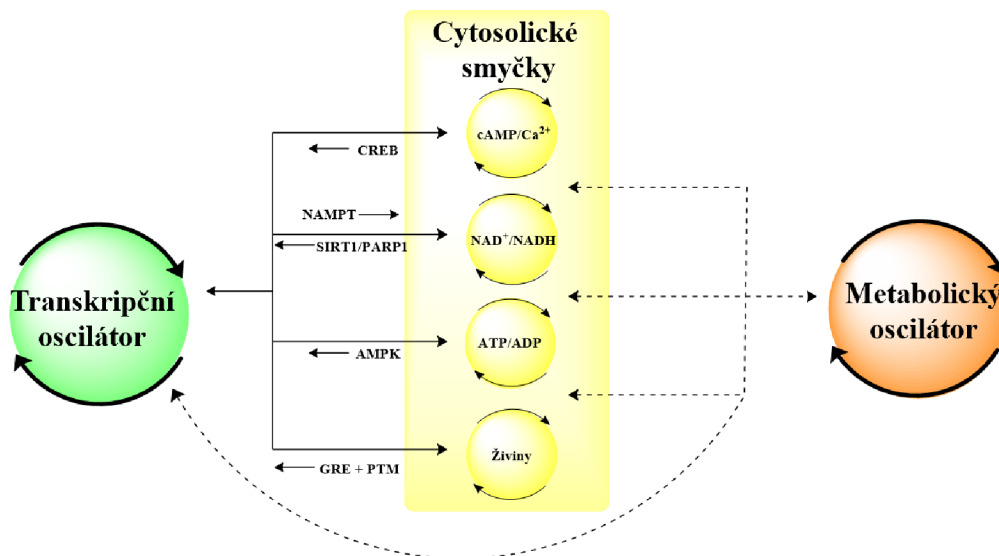 Cytosolické
smyčky
cAMP/Ca²⁺
CREB
NAMPT
SIRT1/PARP1
NAD⁺/NADH
Transkripční
oscilátor
Metabolický
oscilátor
ATP/ADP
AMPK
Živiny
GRE + PTM